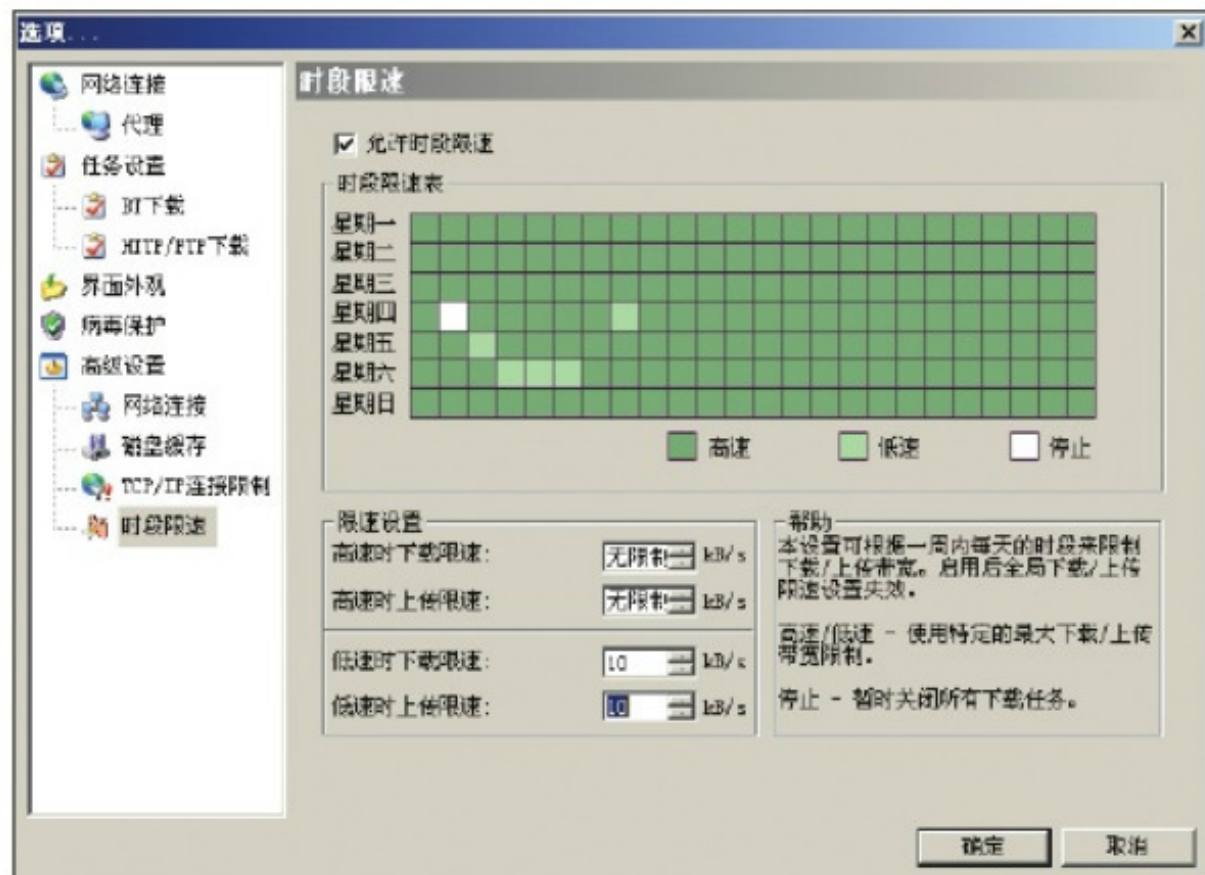 选项...
网络连接
代理
任务设置
BT下载
HTTP/FTP下载
界面外观
病毒保护
高级设置
网络连接
磁盘缓存
TCP/IP连接限制
时段限速
时段限速
允许时段限速
时段限速表
星期一
星期二
星期三
星期四
星期五
星期六
星期日
高速 低速 停止
限速设置
高速时下载限速: 无限制 kB/s
高速时上传限速: 无限制 kB/s
低速时下载限速: 10 kB/s
低速时上传限速: 10 kB/s
帮助
本设置可根据一周内每天的时段来限制
下载/上传带宽。启用后全局下载/上传
限速设置失效。
高速/低速 - 使用特定的最大下载/上传
带宽限制。
停止 - 暂时关闭所有下载任务。
确定 取消